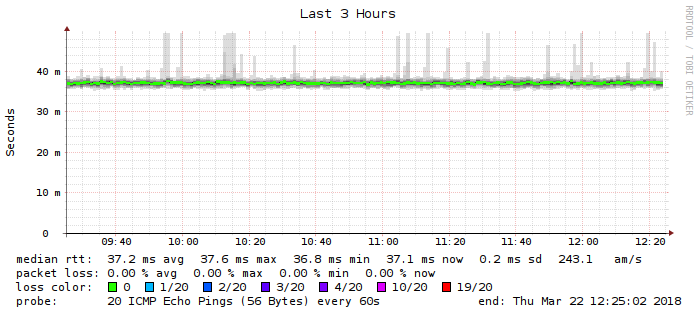 Last 3 Hours
RRDTOOL / TOBI OETIKER
Seconds
40 m
30 m
20 m
10 m
0
09:40 10:00 10:20 10:40 11:00 11:20 11:40 12:00 12:20
median rtt: 37.2 ms avg 37.6 ms max 36.8 ms min 37.1 ms now 0.2 ms sd 243.1 am/s
packet loss: 0.00 % avg 0.00 % max 0.00 % min 0.00 % now
loss color: 0 1/20 2/20 3/20 4/20 10/20 19/20
probe: 20 ICMP Echo Pings (56 Bytes) every 60s end: Thu Mar 22 12:25:02 2018